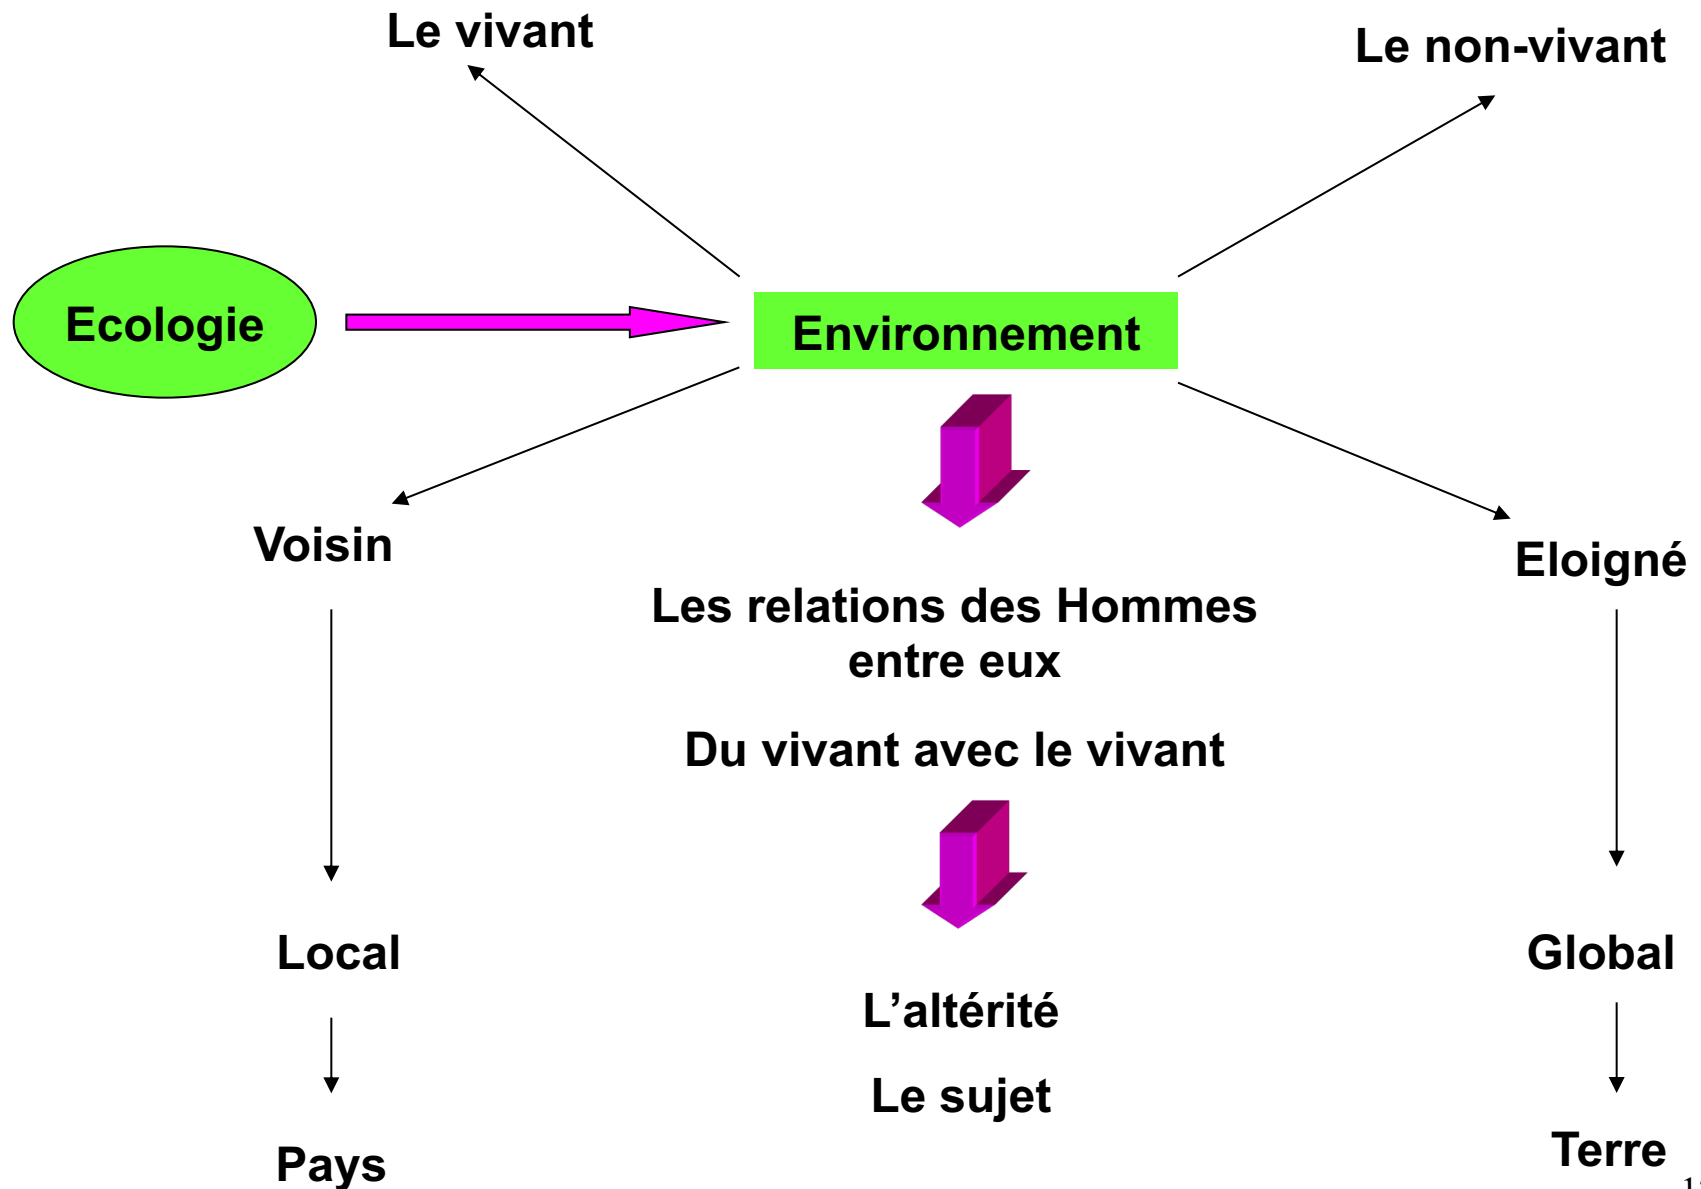 Le vivant
Le non-vivant
Ecologie
Environnement
Voisin
Eloigné
Les relations des Hommes
entre eux
Du vivant avec le vivant
Local
Global
L’altérité
Le sujet
Pays
Terre